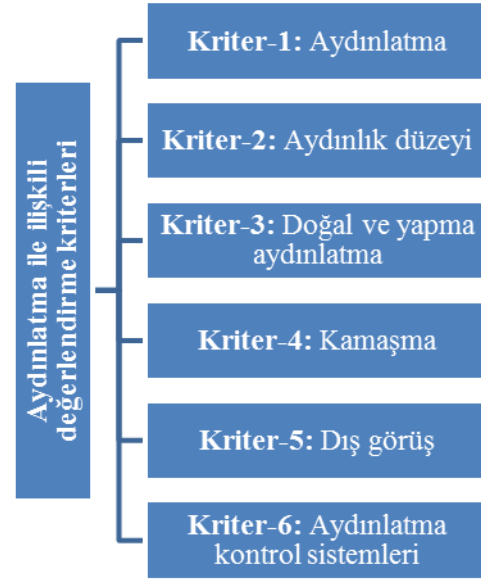 Aydınlatma ile ilişkili
değerlendirme kriterleri
Kriter-1: Aydınlatma
Kriter-2: Aydınlık düzeyi
Kriter-3: Doğal ve yapma
aydınlatma
Kriter-4: Kamaşma
Kriter-5: Dış görüş
Kriter-6: Aydınlatma
kontrol sistemleri